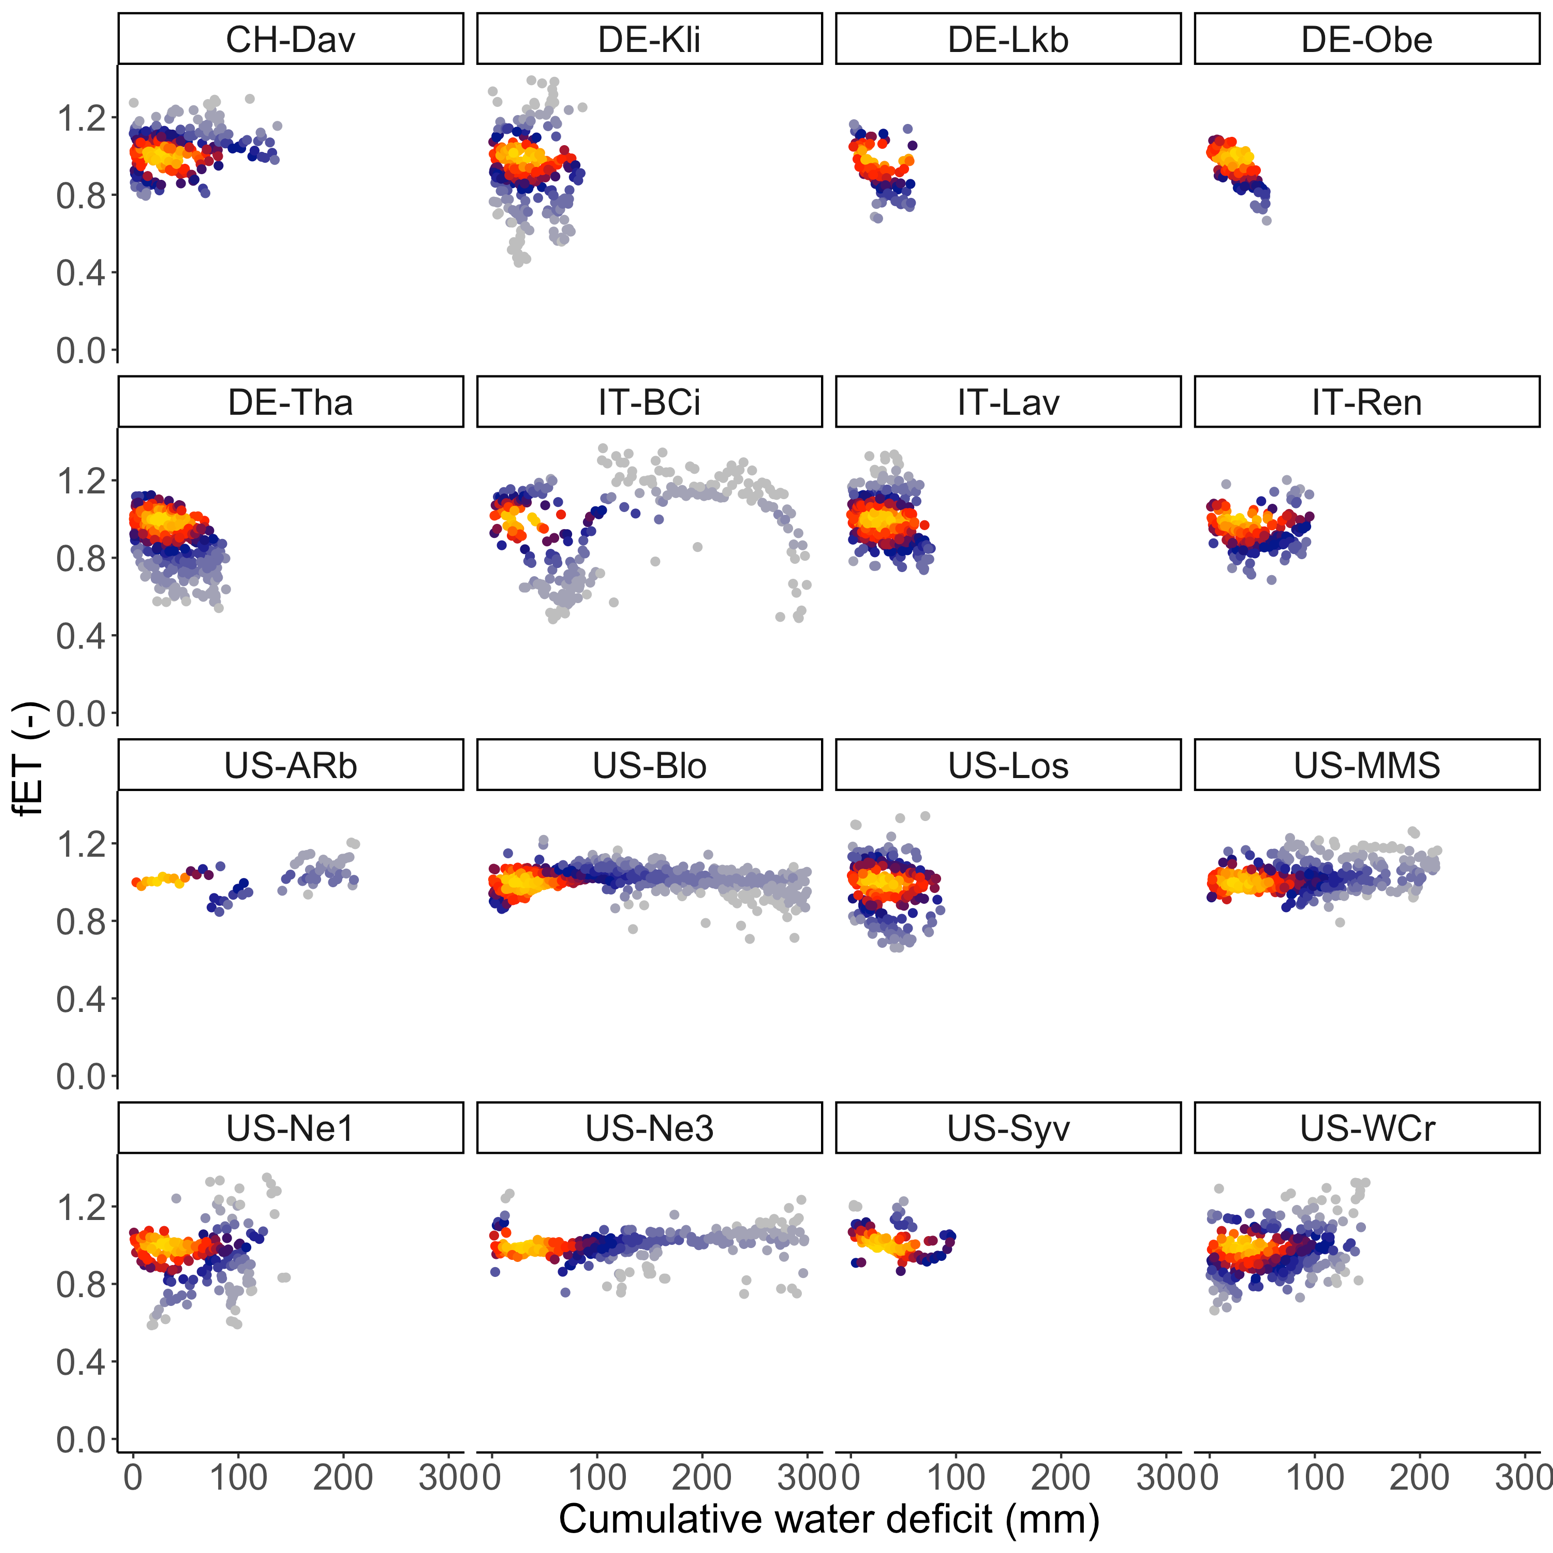 CH-Dav DE-Kli DE-Lkb DE-Obe
1.2
0.8
0.4
0.0
DE-Tha IT-BCi IT-Lav IT-Ren
1.2
0.8
0.4
0.0
fET (-)
US-ARb US-Blo US-Los US-MMS
1.2
0.8
0.4
0.0
US-Ne1 US-Ne3 US-Syv US-WCr
1.2
0.8
0.4
0.0
0 100 200 300 0 100 200 300 0 100 200 300 0 100 200 300
Cumulative water deficit (mm)